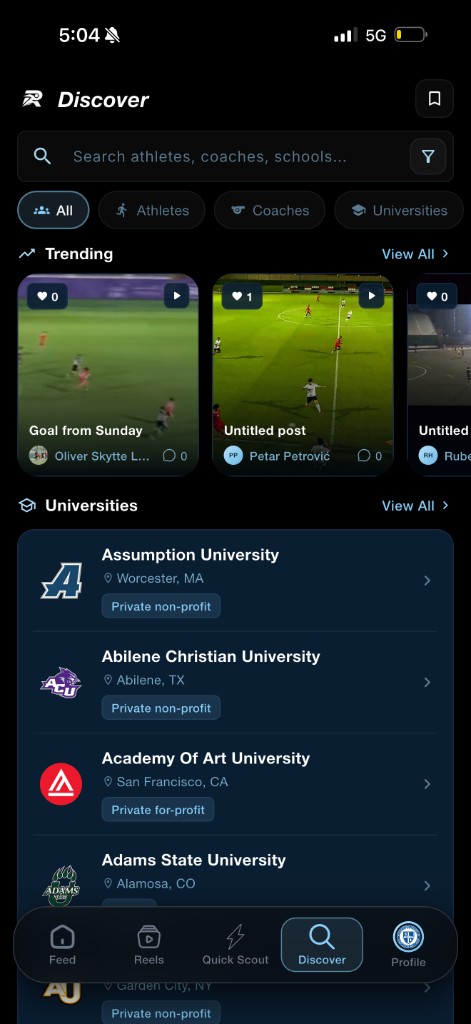 5:04
5G
Discover
Search athletes, coaches, schools...
All
Athletes
Coaches
Universities
Trending
View All
0
1
0
Goal from Sunday
Oliver Skytte L...
0
Untitled post
PP
Petar Petrovic
0
Untitled
RH
Rube
Universities
View All
A
Assumption University
Worcester, MA
Private non-profit
ACU
Abilene Christian University
Abilene, TX
Private non-profit
Academy Of Art University
San Francisco, CA
Private for-profit
ADAMS
Adams State University
Alamosa, CO
Feed
Reels
Quick Scout
Discover
Profile
AU
Garden City, NY
Private non-profit